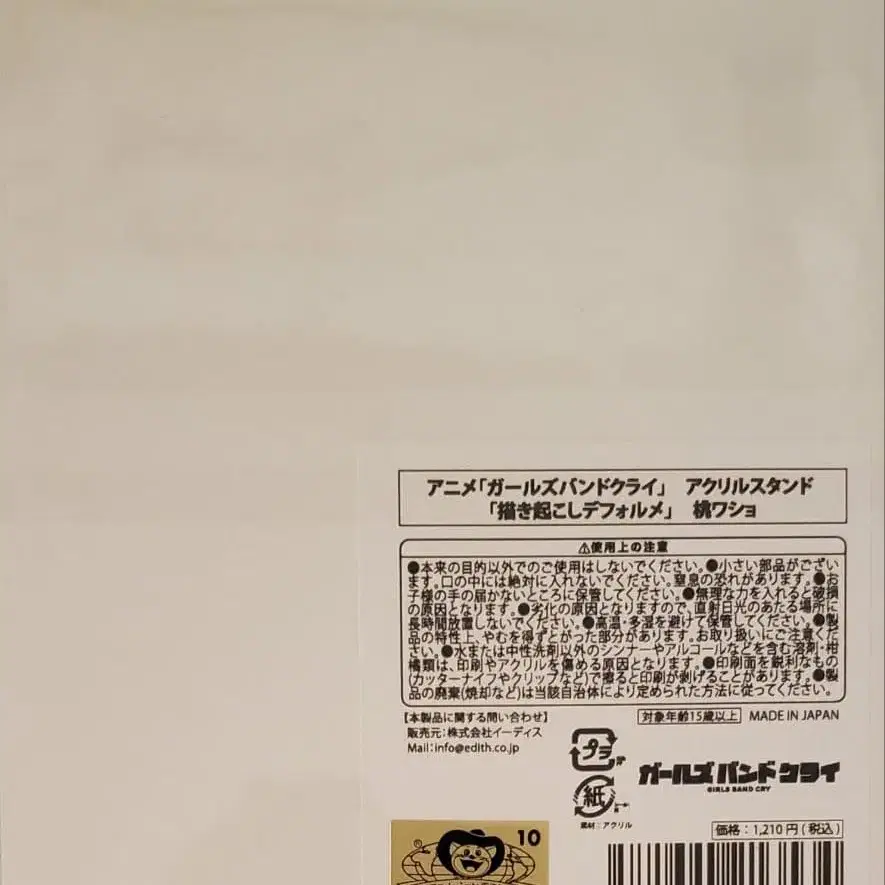 アニメ「ガールズバンドクライ」 アクリルスタンド
「描き起こしデフォルメ」 桃ワショ
⚠使用上の注意
●本来の目的以外でのご使用はしないでください。●小さい部品がござい
ます。口の中には絶対に入れないでください。窒息の恐れがあります。●お
子様の手の届かないところに保管してください。●無理な力を入れると破損
の原因となります。●劣化の原因となりますので、直射日光のあたる場所に
長時間放置しないでください。●高温・多湿を避けて保管してください。●製
品の特性上、やむを得ずとがった部分があります。お取り扱いにご注意くだ
さい。●水または中性洗剤以外のシンナーやアルコールなどを含む溶剤・柑
橘類は、印刷やアクリルを傷める原因となります。●印刷面を鋭利なもの
(カッターナイフやクリップなど)で擦ると印刷が剥げることがあります。●製
品の廃棄(焼却など)は当該自治体により定められた方法に従ってください。
【本製品に関する問い合わせ】
販売元:株式会社イーディス
Mail:info@edith.co.jp
対象年齢15歳以上 MADE IN JAPAN
プラ
紙
素材:アクリル
ガールズバンドクライ
GIRLS BAND CRY
価格:1,210円(税込)
10